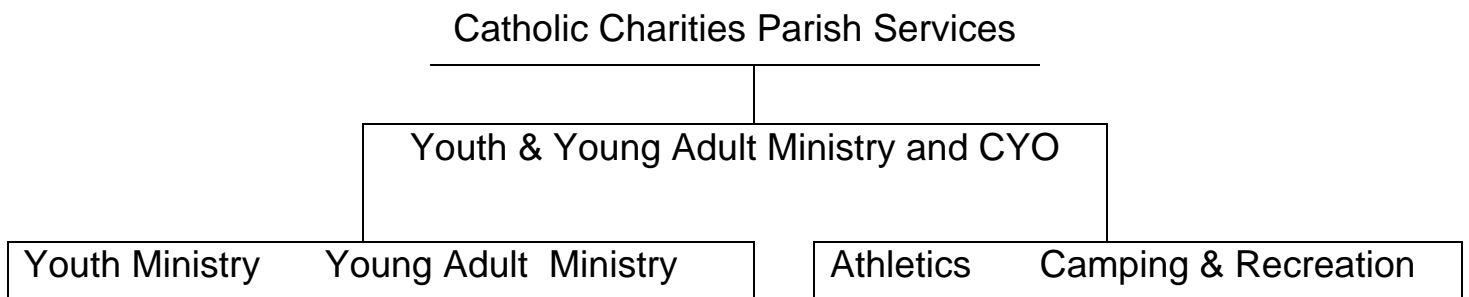 Catholic Charities Parish Services
Youth & Young Adult Ministry and CYO
Youth Ministry Young Adult Ministry Athletics Camping & Recreation